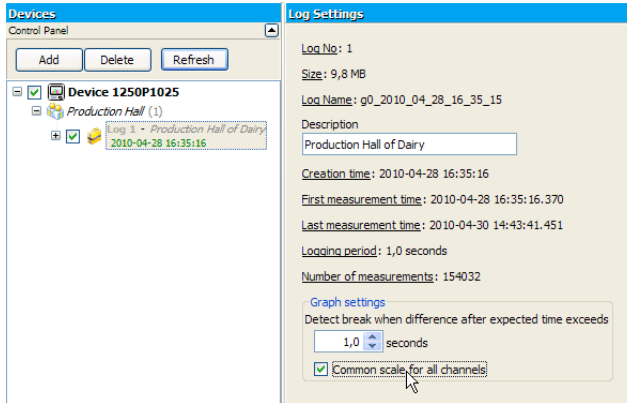 Devices
Control Panel
Add Delete Refresh
Device 1250P1025
Production Hall (1)
Log 1 - Production Hall of Dairy
2010-04-28 16:35:16
Log Settings
Log No: 1
Size: 9,8 MB
Log Name: g0_2010_04_28_16_35_15
Description
Production Hall of Dairy
Creation time: 2010-04-28 16:35:16
First measurement time: 2010-04-28 16:35:16.370
Last measurement time: 2010-04-30 14:43:41.451
Logging period: 1,0 seconds
Number of measurements: 154032
Graph settings
Detect break when difference after expected time exceeds
1,0 seconds
Common scale for all channels